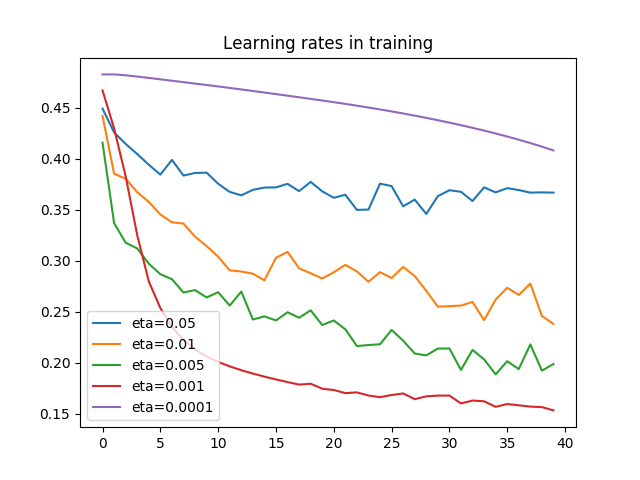 Learning rates in training
0.45
0.40
0.35
0.30
0.25
0.20
0.15
eta=0.05
eta=0.01
eta=0.005
eta=0.001
eta=0.0001
0 5 10 15 20 25 30 35 40